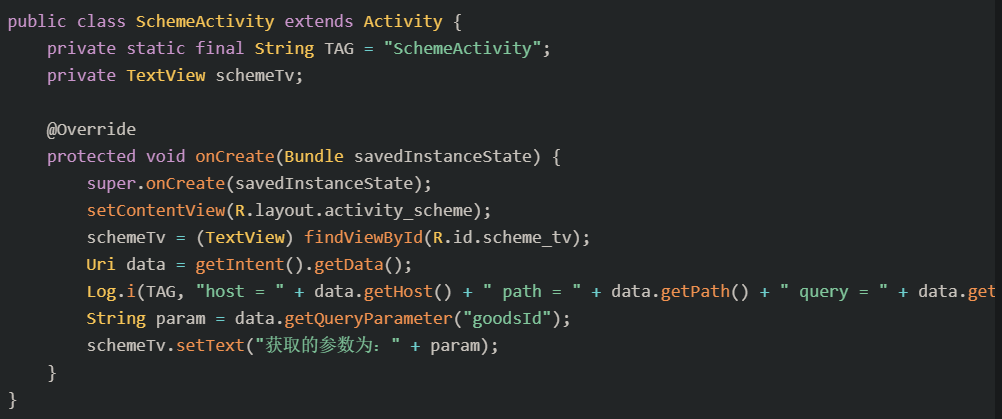 public class SchemeActivity extends Activity {
    private static final String TAG = "SchemeActivity";
    private TextView schemeTv;

    @Override
    protected void onCreate(Bundle savedInstanceState) {
        super.onCreate(savedInstanceState);
        setContentView(R.layout.activity_scheme);
        schemeTv = (TextView) findViewById(R.id.scheme_tv);
        Uri data = getIntent().getData();
        Log.i(TAG, "host = " + data.getHost() + " path = " + data.getPath() + " query = " + data.get
        String param = data.getQueryParameter("goodsId");
        schemeTv.setText("获取的参数为：" + param);
    }
}